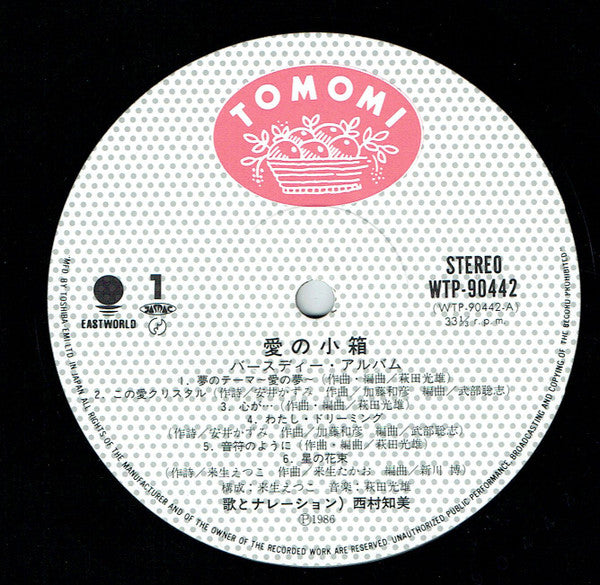 TOMOMI
STEREO
WTP-90442
(WTP-90442-A)
33⅓ r.p.m.
1
EASTWORLD
愛の小箱
バースディー・アルバム
1. 夢のテーマ〜愛の夢〜 (作曲・編曲/萩田光雄)
2. この愛クリスタル (作詩/安井かずみ 作曲/加藤和彦 編曲/武部聡志)
3. 心が… (作曲・編曲/萩田光雄)
4. わたし・ドリーミング
(作詩/安井かずみ 作曲/加藤和彦 編曲/武部聡志)
5. 音符のように (作曲・編曲/萩田光雄)
6. 星の花束
(作詩/来生えつこ 作曲/来生たかお 編曲/新川 博)
構成/来生えつこ 音楽/萩田光雄
歌とナレーション) 西村知美
Ⓟ1986
"MFD BY TOSHIBA EMI LTD IN JAPAN ALL RIGHTS OF THE MANUFACTURER AND OF THE OWNER OF THE RECORDED WORK ARE RESERVED. UNAUTHORIZED PUBLIC PERFORMANCE, BROADCASTING AND COPYING OF THE RECORD PROHIBITED"